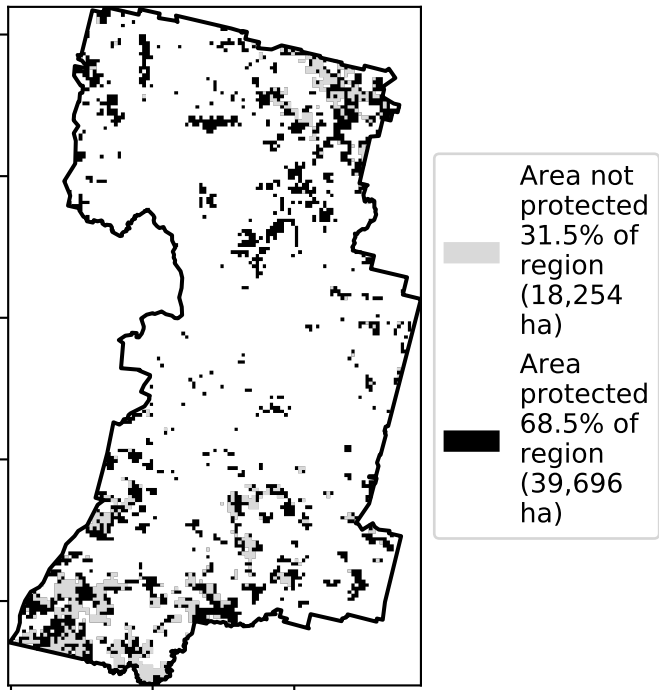 Area not
protected
31.5% of
region
(18,254
ha)
Area
protected
68.5% of
region
(39,696
ha)